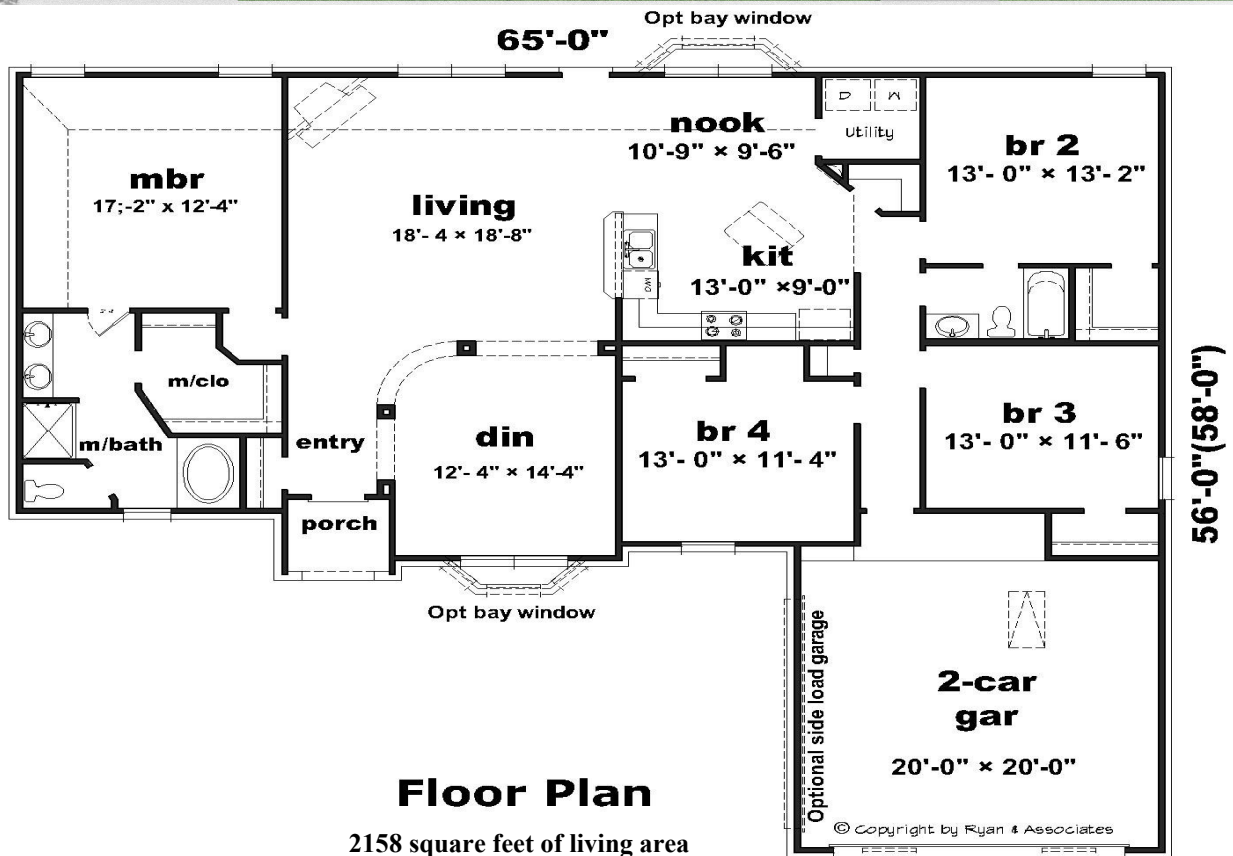 Opt bay window
65'-0"
D
W
Utility
nook
10'-9" × 9'-6"
br 2
13'- 0" × 13'- 2"
mbr
17;-2" x 12'-4"
living
18'- 4 × 18'-8"
kit
13'-0" ×9'-0"
DW
2-4
m/clo
m/bath
entry
din
12'- 4" × 14'-4"
br 4
13'- 0" × 11'- 4"
br 3
13'- 0" × 11'- 6"
56'-0"(58'-0")
porch
Opt bay window
Optional side load garage
2-car
gar
20'-0" × 20'-0"
© Copyright by Ryan & Associates
Floor Plan
2158 square feet of living area